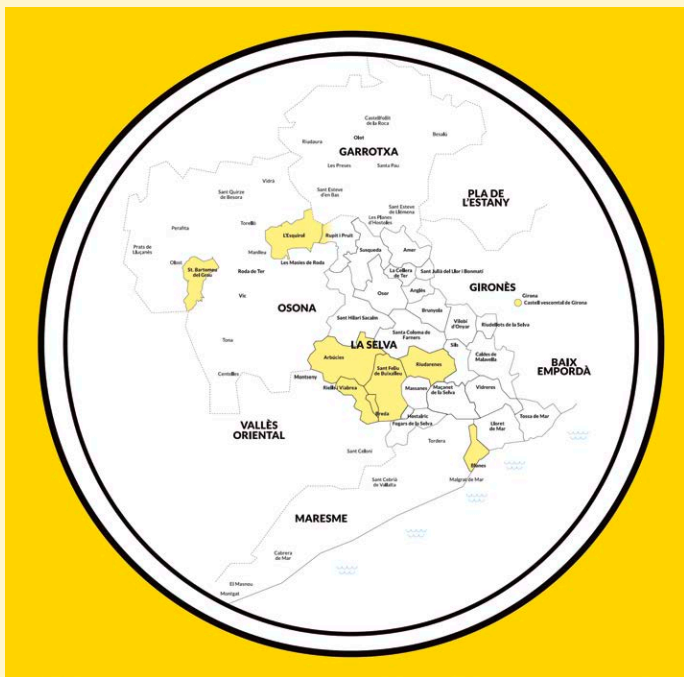 Castellfollit
de la Roca
Riudaura
Olot
Besalú
GARROTXA
Les Preses
Santa Pau
Vidrà
Sant Quirze
de Besora
Sant Esteve
d'en Bas
PLA DE
L'ESTANY
Sant Esteve
de Llémena
Les Planes
d'Hostoles
Perafita
Torelló
L'Esquirol
Rupit i Pruit
Prats de
Lluçanès
Manlleu
Susqueda
Amer
Olost
St. Bartomeu
del Grau
Les Masies de Roda
Roda de Ter
La Cellera
de Ter
Sant Julià del Llor i Bonmatí
GIRONÈS
Vic
Osor
Anglès
Girona
Castell vescomtal de Girona
OSONA
Brunyola
Sant Hilari Sacalm
Vilobí
d'Onyar
Riudellots de la Selva
Santa Coloma de
Farners
Tona
LA SELVA
Sils
Arbúcies
Caldes de
Malavella
BAIX
EMPORDÀ
Sant Feliu
de Buixalleu
Riudarenes
Centelles
Montseny
Riells i Viabrea
Massanes
Maçanet
de la Selva
Vidreres
Breda
Hostalric
Fogars de la Selva
Tossa de Mar
VALLÈS
ORIENTAL
Lloret
de Mar
Tordera
Sant Celoni
Blanes
Sant Cebrià
de Vallalta
Malgrat de Mar
MARESME
Cabrera
de Mar
El Masnou
Montgat